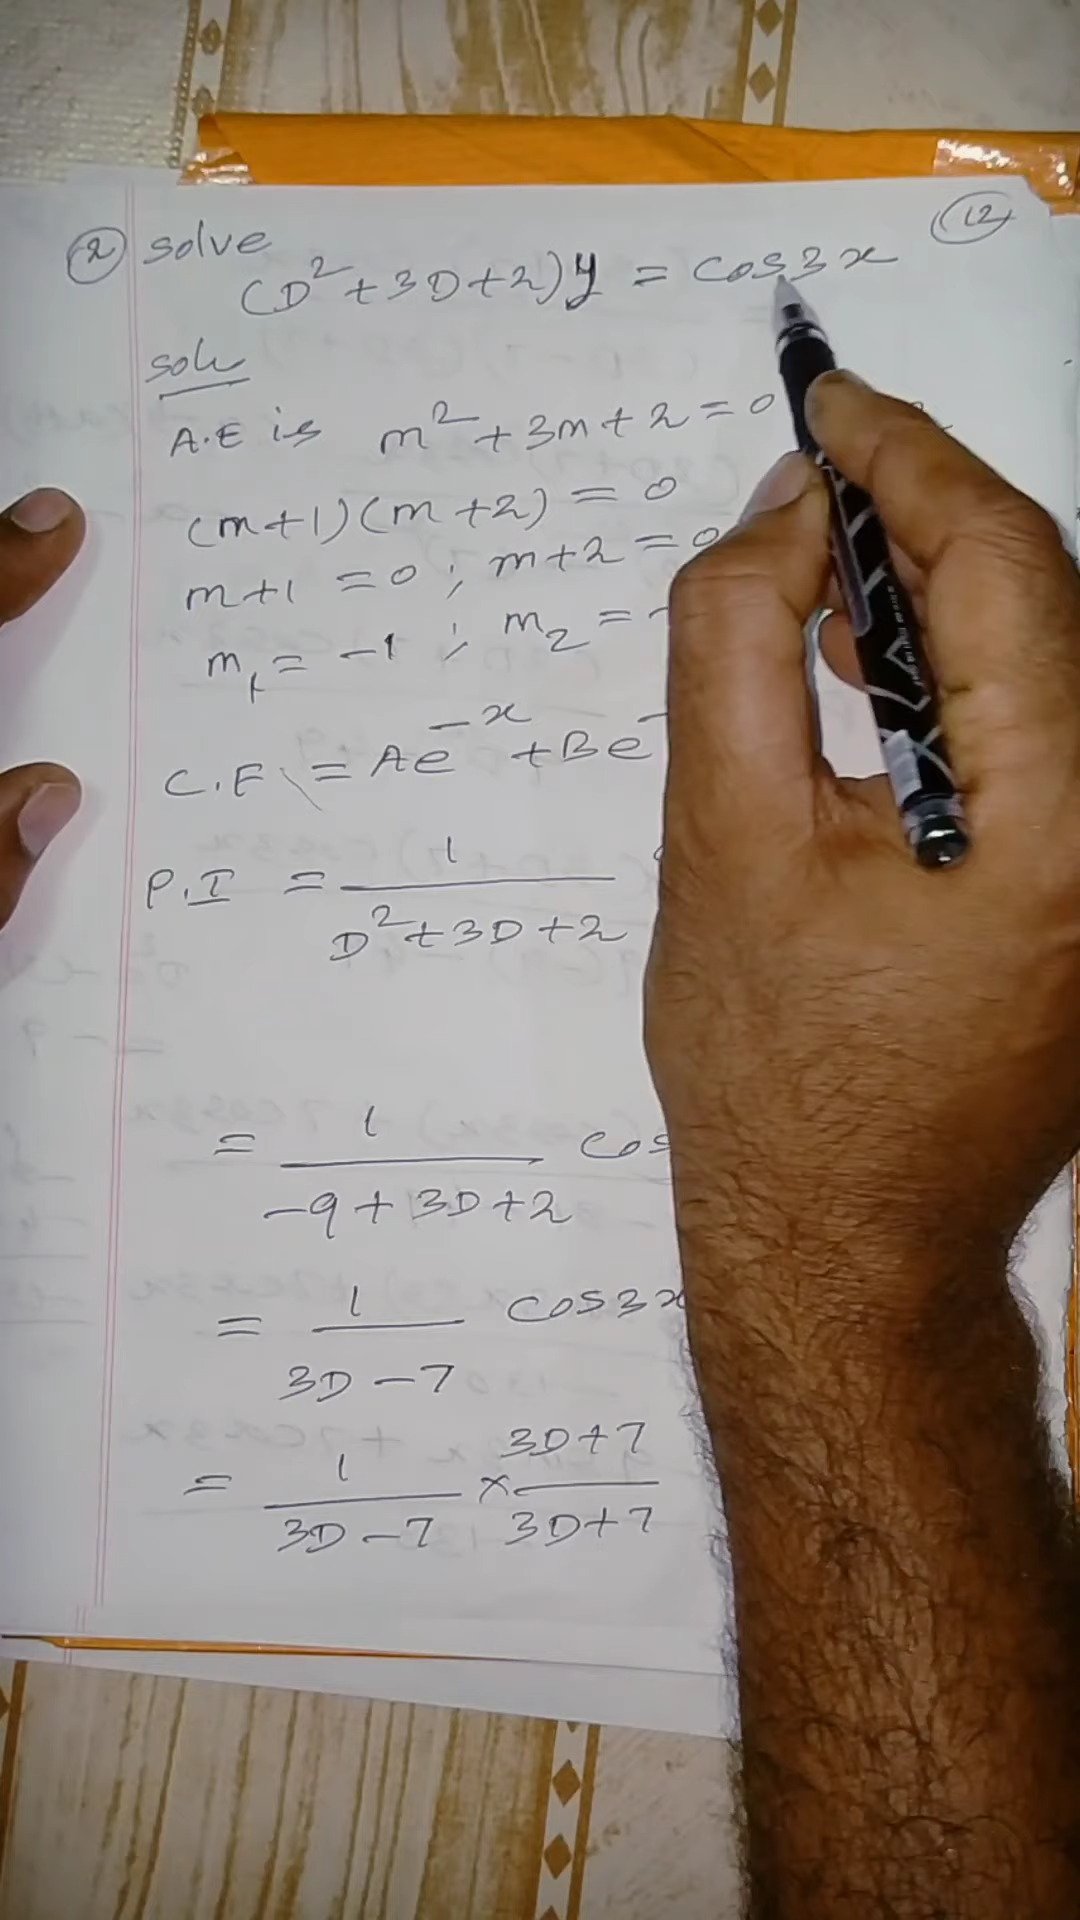 (12)
(2) solve
(D²+3D+2)y = cos3x
soln
A.E is m²+3m+2=0
(m+1)(m+2)=0
m+1=0; m+2=0
m₁=-1; m₂=-
C.F = Ae^-x +Be^-
P.I = 1/(D²+3D+2)
= 1/(-9+3D+2) cos
= 1/(3D-7) cos3x
= 1/(3D-7) × (3D+7)/(3D+7)